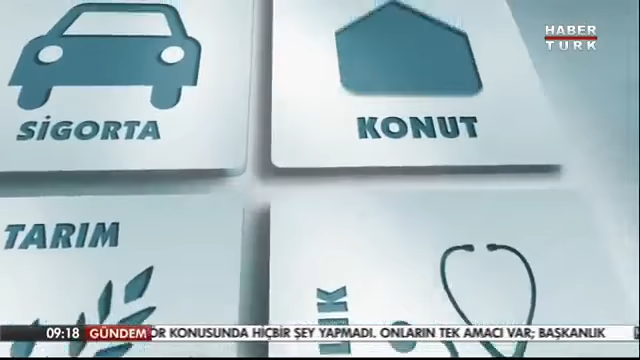 HABER
TÜRK
SİGORTA
KONUT
TARIM
LIK
09:18 GÜNDEM ÖR KONUSUNDA HİÇBİR ŞEY YAPMADI. ONLARIN TEK AMACI VAR; BAŞKANLIK